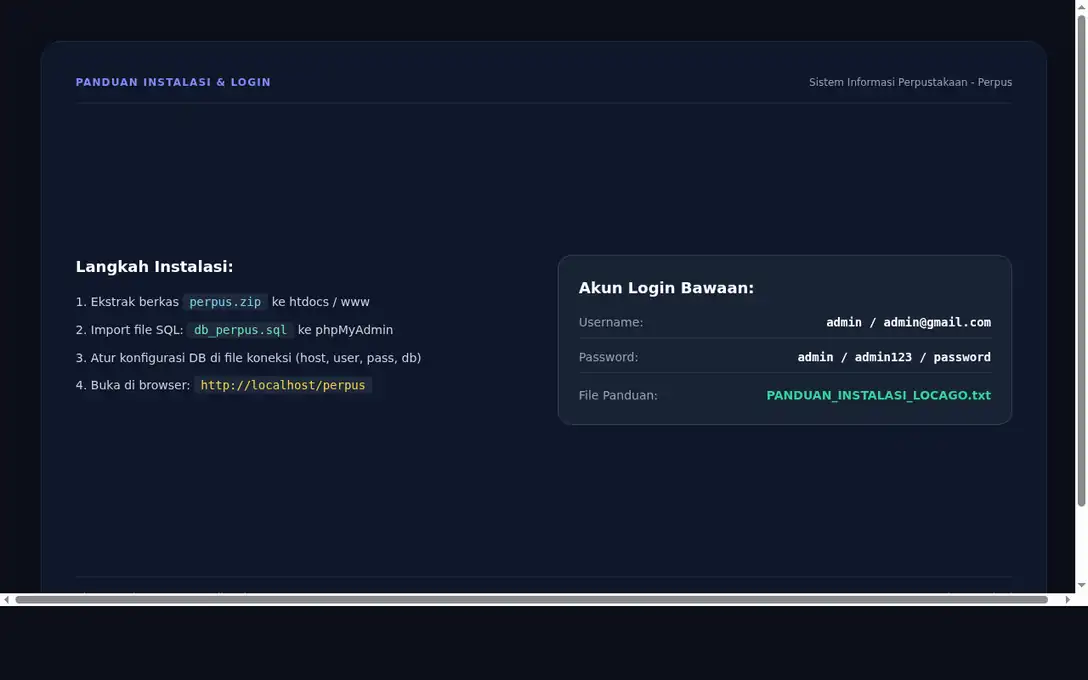 PANDUAN INSTALASI & LOGIN
Sistem Informasi Perpustakaan - Perpus
Langkah Instalasi:
1. Ekstrak berkas perpus.zip ke htdocs / www
2. Import file SQL: db_perpus.sql ke phpMyAdmin
3. Atur konfigurasi DB di file koneksi (host, user, pass, db)
4. Buka di browser: http://localhost/perpus
Akun Login Bawaan:
Username: admin / admin@gmail.com
Password: admin / admin123 / password
File Panduan: PANDUAN_INSTALASI_LOCAGO.txt